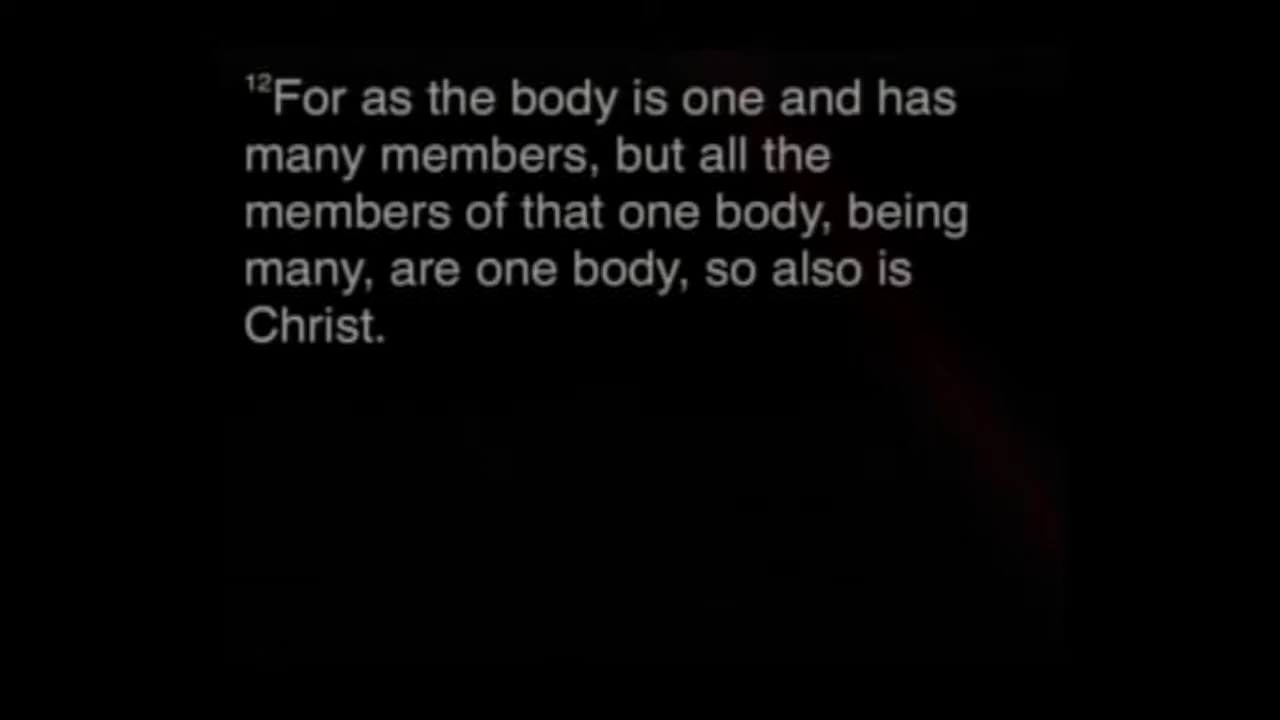 ¹²For as the body is one and has
many members, but all the
members of that one body, being
many, are one body, so also is
Christ.